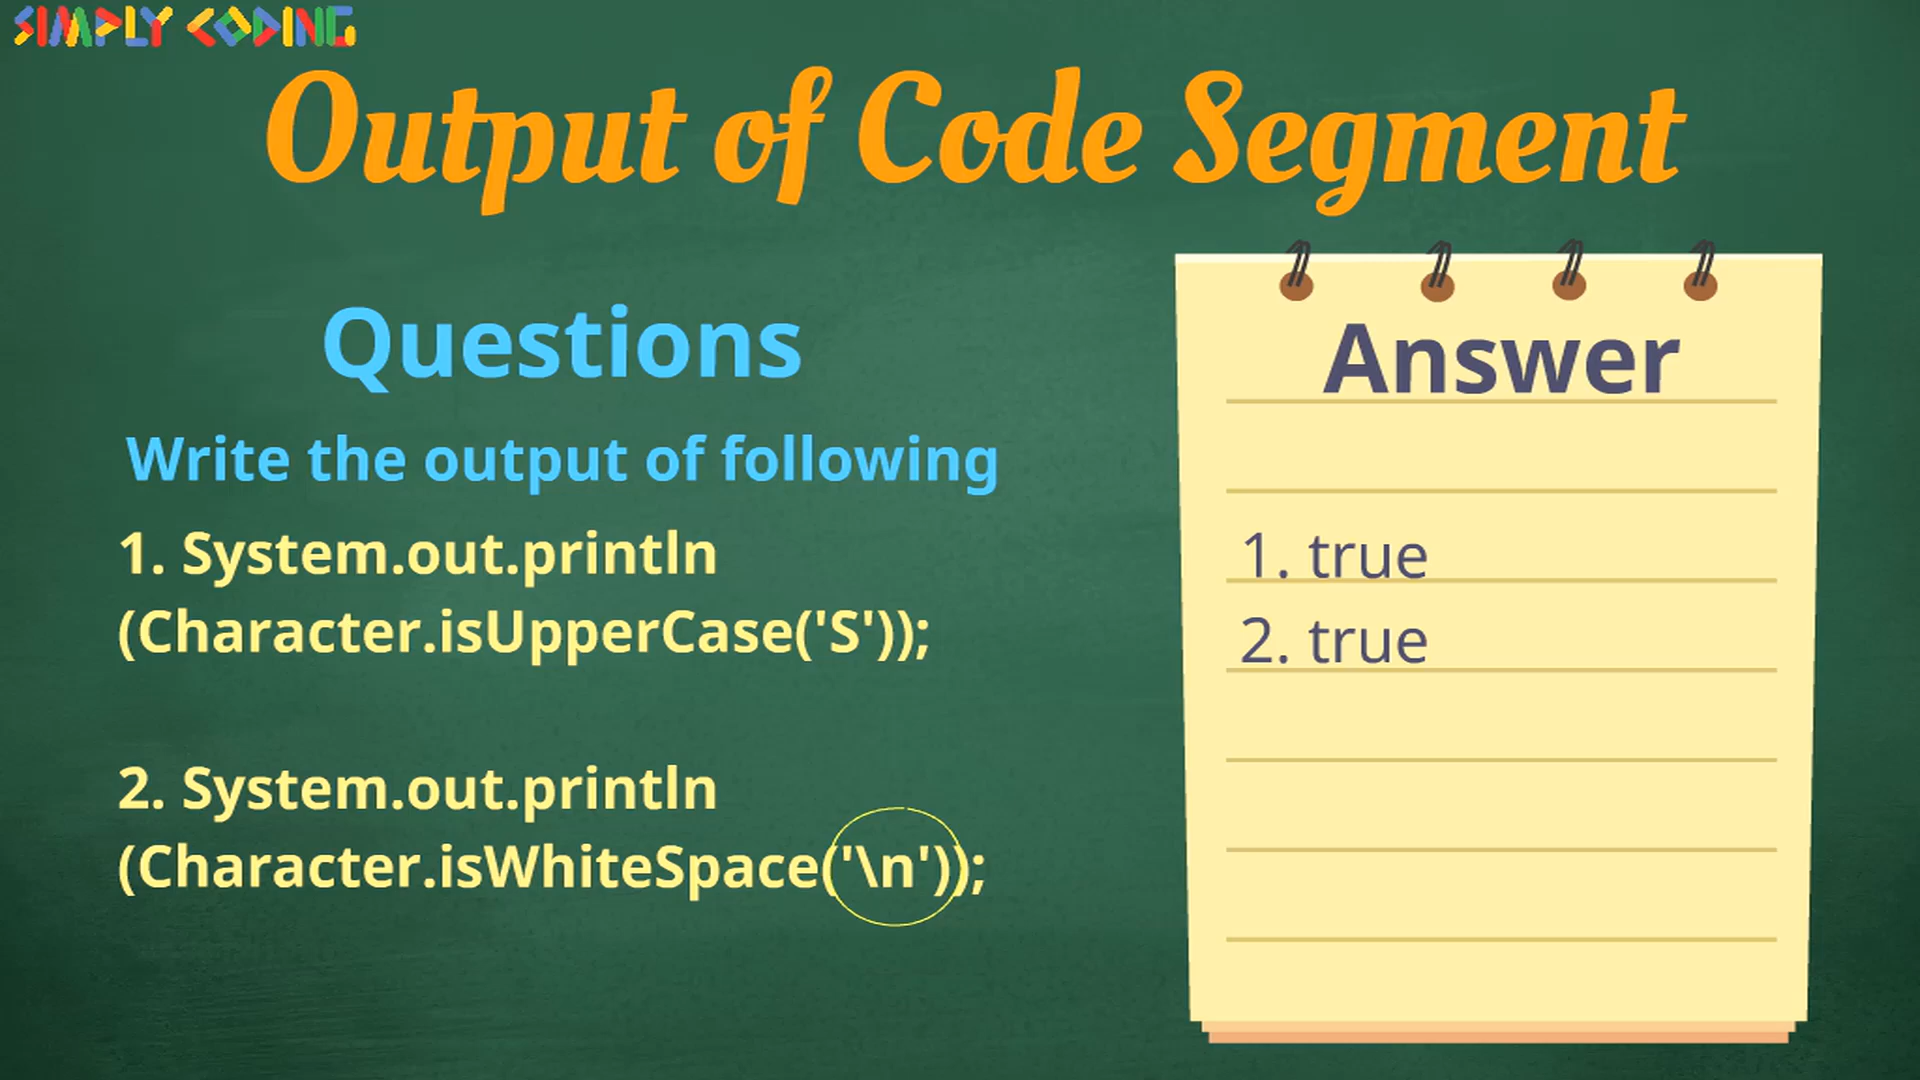 SIMPLY CODING
Output of Code Segment
Questions
Write the output of following
1. System.out.println
(Character.isUpperCase('S'));
2. System.out.println
(Character.isWhiteSpace('\n'));
Answer
1. true
2. true